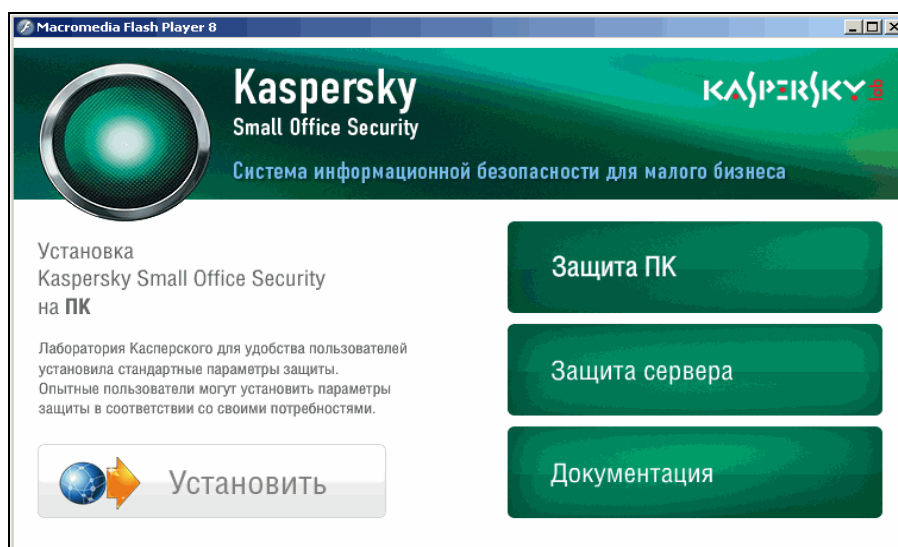 Macromedia Flash Player 8
Kaspersky
Small Office Security
KASPERSKY lab
Система информационной безопасности для малого бизнеса
Установка
Kaspersky Small Office Security
на ПК
Лаборатория Касперского для удобства пользователей
установила стандартные параметры защиты.
Опытные пользователи могут установить параметры
защиты в соответствии со своими потребностями.
Установить
Защита ПК
Защита сервера
Документация